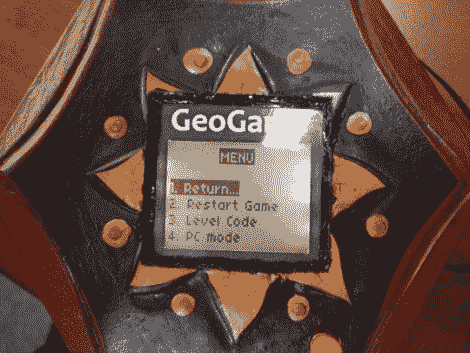 GeoGa
MENU
1. Return.
2. Restart Game
3. Level Code
4. PC mode